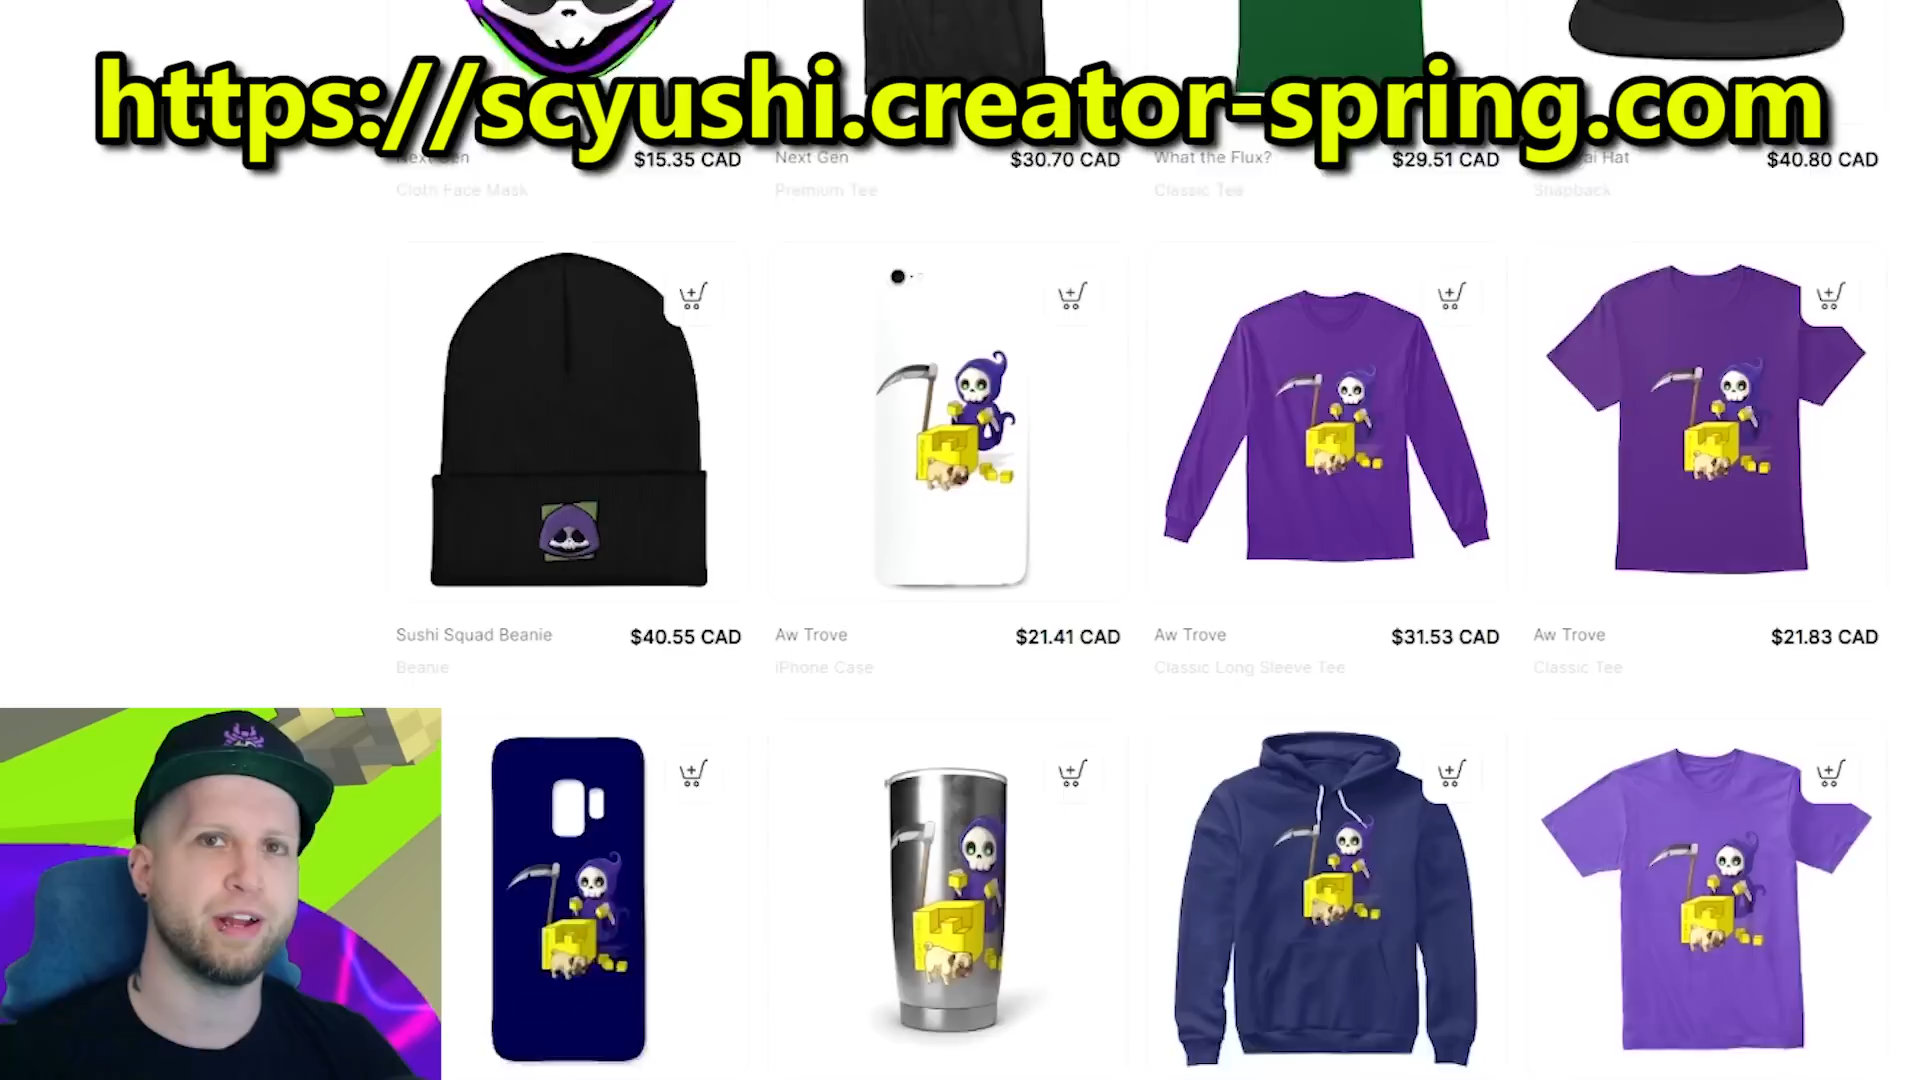 https://scyushi.creator-spring.com
Next Gen $15.35 CAD
Cloth Face Mask
Next Gen $30.70 CAD
Premium Tee
What the Flux? $29.51 CAD
Classic Tee
Hat $40.80 CAD
Snapback
Sushi Squad Beanie $40.55 CAD
Beanie
Aw Trove $21.41 CAD
iPhone Case
Aw Trove $31.53 CAD
Classic Long Sleeve Tee
Aw Trove $21.83 CAD
Classic Tee